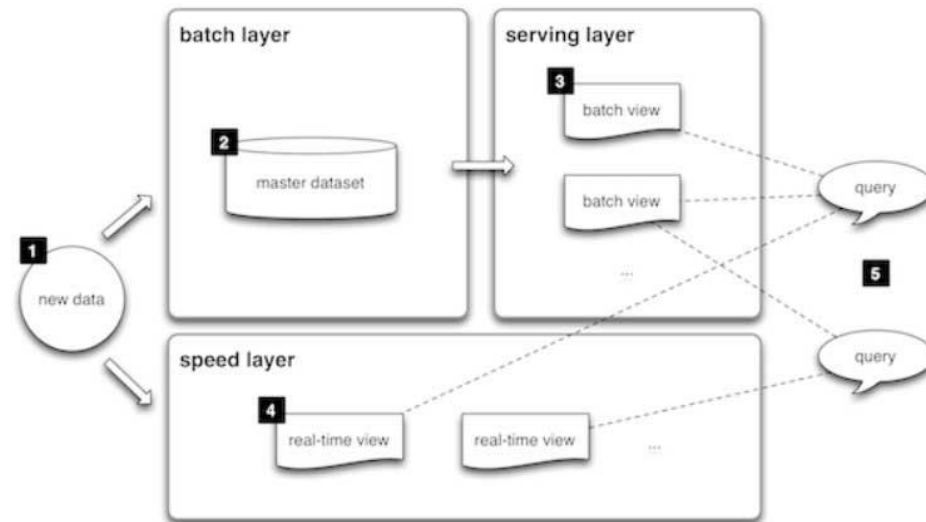 batch layer
serving layer
3
batch view
2
master dataset
batch view
query
1
new data
...
5
speed layer
query
4
real-time view
real-time view
...